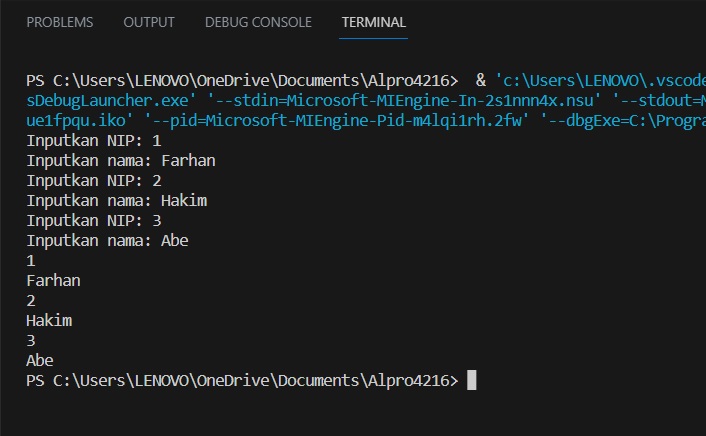 PROBLEMS OUTPUT DEBUG CONSOLE TERMINAL
PS C:\Users\LENOVO\OneDrive\Documents\Alpro4216>  & 'c:\Users\LENOVO\.vscode
sDebugLauncher.exe' '--stdin=Microsoft-MIEngine-In-2s1nnn4x.nsu' '--stdout=M
ue1fpqu.iko' '--pid=Microsoft-MIEngine-Pid-m4lqi1rh.2fw' '--dbgExe=C:\Progra
Inputkan NIP: 1
Inputkan nama: Farhan
Inputkan NIP: 2
Inputkan nama: Hakim
Inputkan NIP: 3
Inputkan nama: Abe
1
Farhan
2
Hakim
3
Abe
PS C:\Users\LENOVO\OneDrive\Documents\Alpro4216>